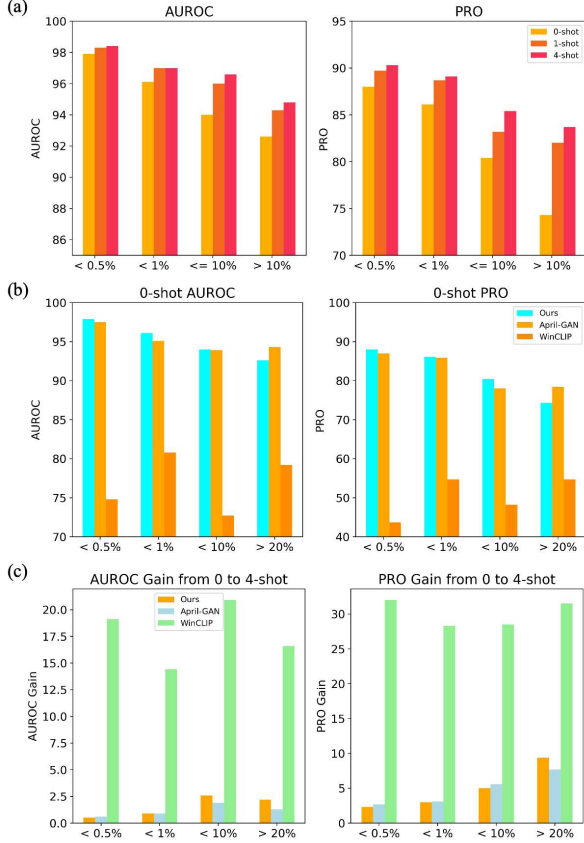 (a)
AUROC
98
96
94
92
90
88
86
100
AUROC
< 0.5%
< 1%
<= 10%
> 10%
PRO
0-shot
1-shot
4-shot
95
90
85
80
75
70
PRO
< 0.5%
< 1%
<= 10%
> 10%
(b)
0-shot AUROC
100
95
90
85
80
75
70
AUROC
< 0.5%
< 1%
< 10%
> 20%
0-shot PRO
Ours
April-GAN
WinCLIP
100
90
80
70
60
50
40
PRO
< 0.5%
< 1%
< 10%
> 20%
(c)
AUROC Gain from 0 to 4-shot
Ours
April-GAN
WinCLIP
20.0
17.5
15.0
12.5
10.0
7.5
5.0
2.5
0.0
AUROC Gain
< 0.5%
< 1%
< 10%
> 20%
PRO Gain from 0 to 4-shot
30
25
20
15
10
5
0
PRO Gain
< 0.5%
< 1%
< 10%
> 20%